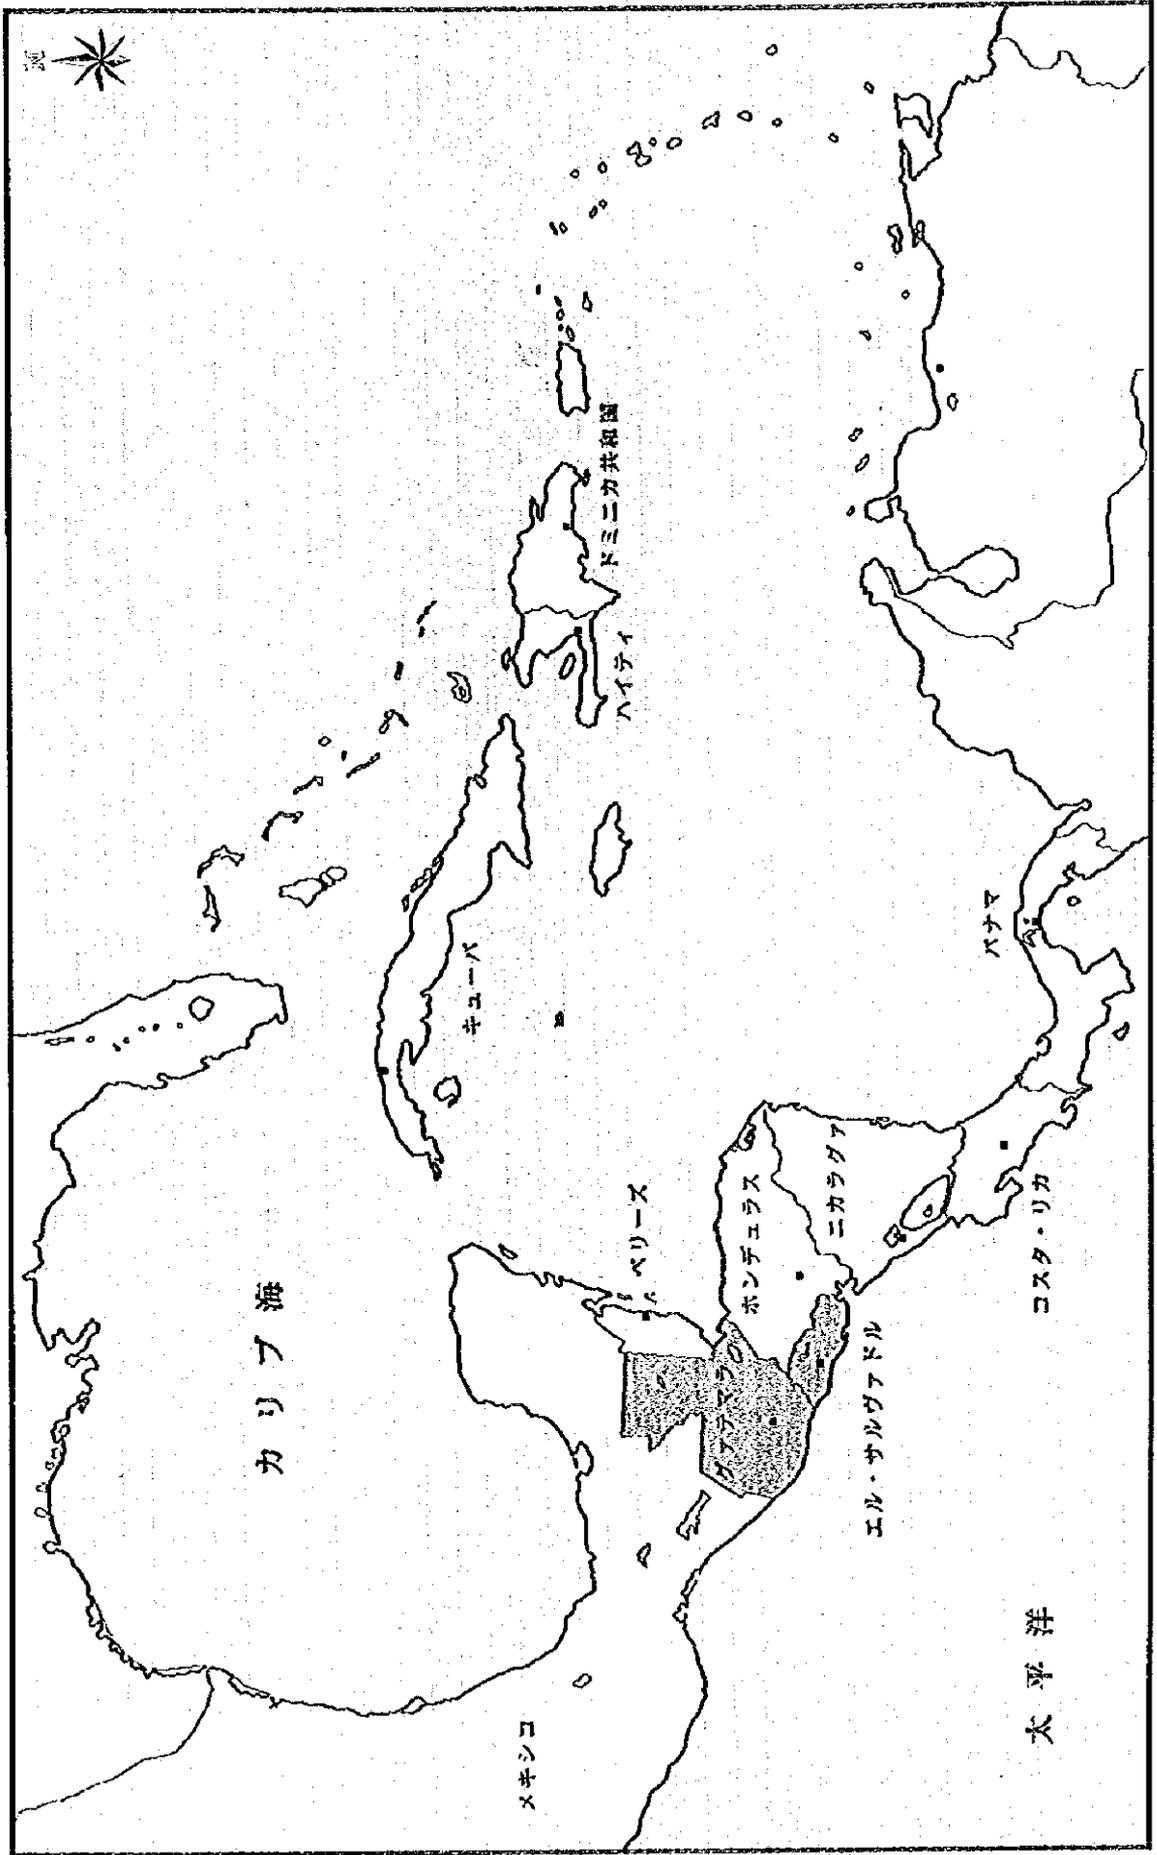 N
カリブ海
メキシコ
キューバ
ハイティ
ドミニカ共和国
ベリーズ
グァテマラ
ホンデュラス
エル・サルヴァドル
ニカラグァ
コスタ・リカ
パナマ
太平洋